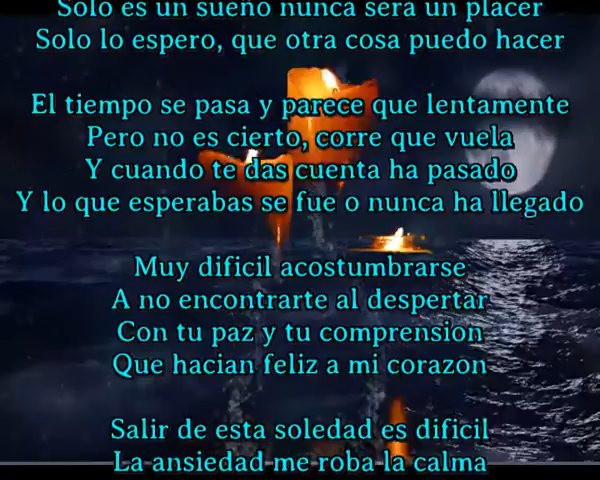 Solo es un sueño nunca será un placer
Solo lo espero, que otra cosa puedo hacer
El tiempo se pasa y parece que lentamente
Pero no es cierto, corre que vuela
Y cuando te das cuenta ha pasado
Y lo que esperabas se fue o nunca ha llegado
Muy dificil acostumbrarse
A no encontrarte al despertar
Con tu paz y tu comprension
Que hacian feliz a mi corazon
Salir de esta soledad es dificil
La ansiedad me roba la calma